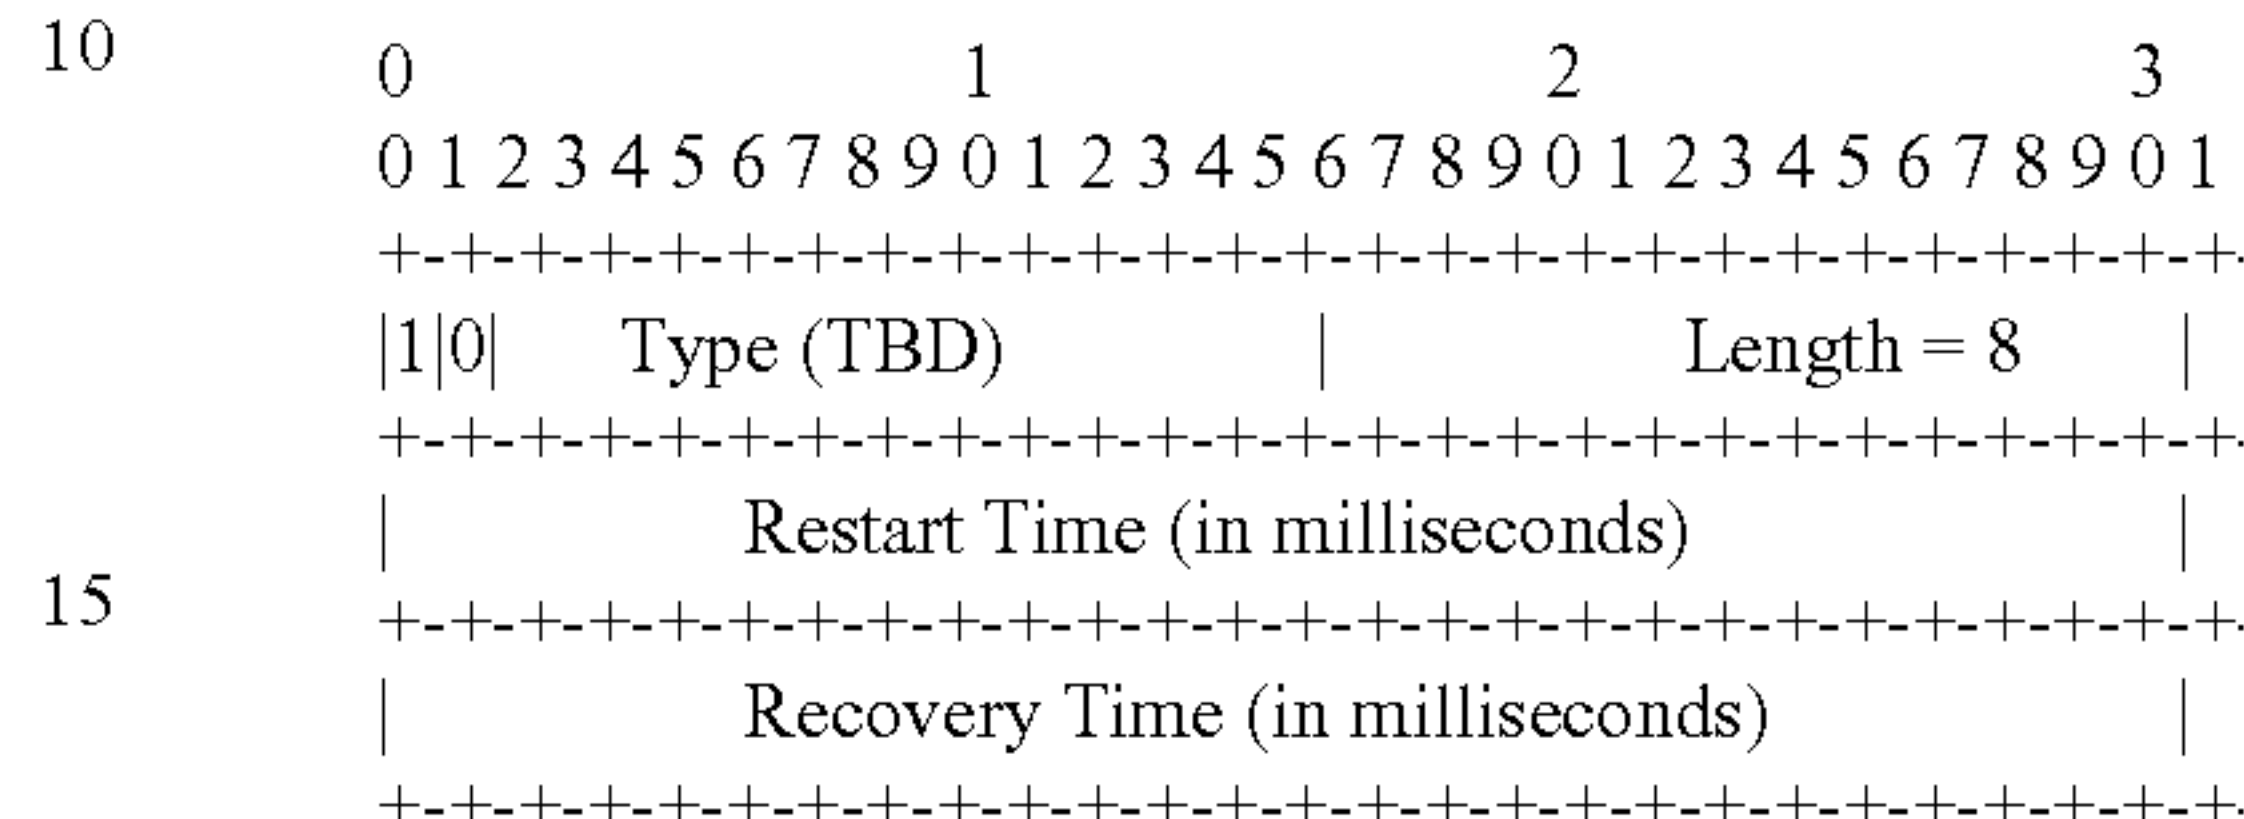 10 0 1 2 3
0 1 2 3 4 5 6 7 8 9 0 1 2 3 4 5 6 7 8 9 0 1 2 3 4 5 6 7 8 9 0 1
+-+-+-+-+-+-+-+-+-+-+-+-+-+-+-+-+-+-+-+-+-+-+-+-+-+-+-+
|1|0| Type (TBD) | Length = 8 |
+-+-+-+-+-+-+-+-+-+-+-+-+-+-+-+-+-+-+-+-+-+-+-+-+-+-+-+
| Restart Time (in milliseconds) |
15 +-+-+-+-+-+-+-+-+-+-+-+-+-+-+-+-+-+-+-+-+-+-+-+-+-+-+-+
| Recovery Time (in milliseconds) |
+-+-+-+-+-+-+-+-+-+-+-+-+-+-+-+-+-+-+-+-+-+-+-+-+-+-+-+